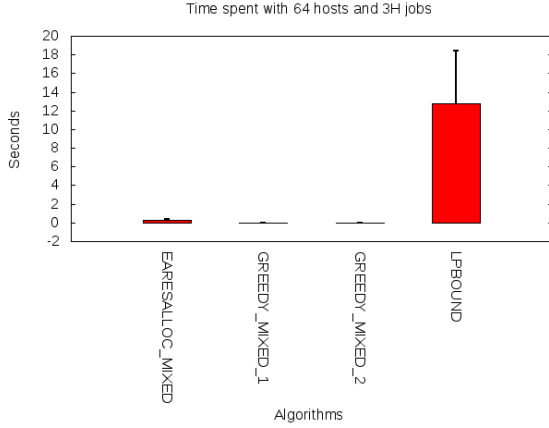 Time spent with 64 hosts and 3H jobs
20
18
16
14
12
10
8
6
4
2
0
-2
Seconds
EARESALLOC_MIXED
GREEDY_MIXED_1
GREEDY_MIXED_2
LPBOUND
Algorithms